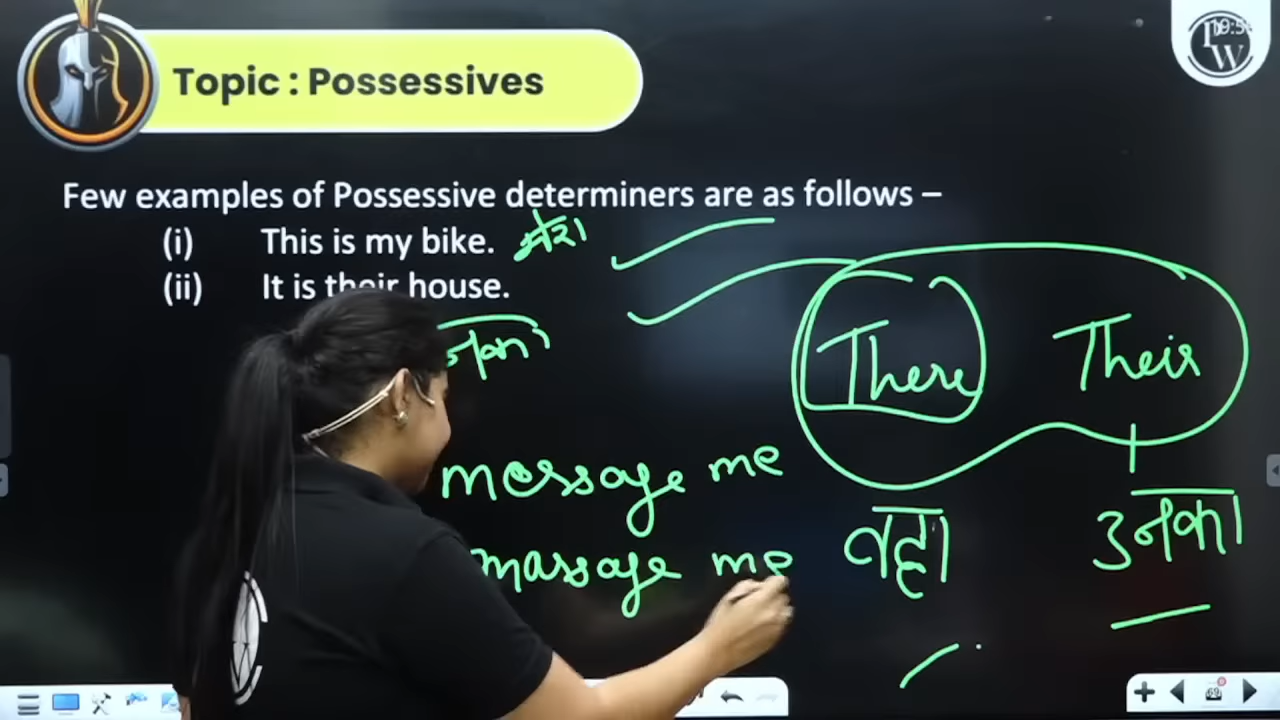 Topic : Possessives
Few examples of Possessive determiners are as follows –
(i) This is my bike.
(ii) It is their house.
There Their
message me
massage me
वहा उनका